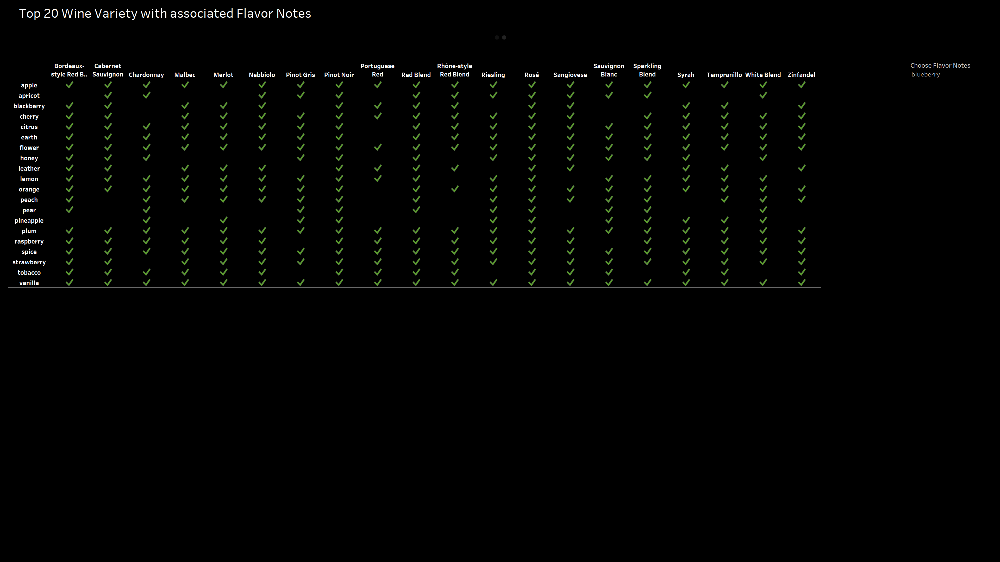 Top 20 Wine Variety with associated Flavor Notes
Bordeaux-
style Red B..
Cabernet
Sauvignon
Chardonnay
Malbec
Merlot
Nebbiolo
Pinot Gris
Pinot Noir
Portuguese
Red
Red Blend
Rhône-style
Red Blend
Riesling
Rosé
Sangiovese
Sauvignon
Blanc
Sparkling
Blend
Syrah
Tempranillo
White Blend
Zinfandel
Choose Flavor Notes
blueberry
apple
apricot
blackberry
cherry
citrus
earth
flower
honey
leather
lemon
orange
peach
pear
pineapple
plum
raspberry
spice
strawberry
tobacco
vanilla